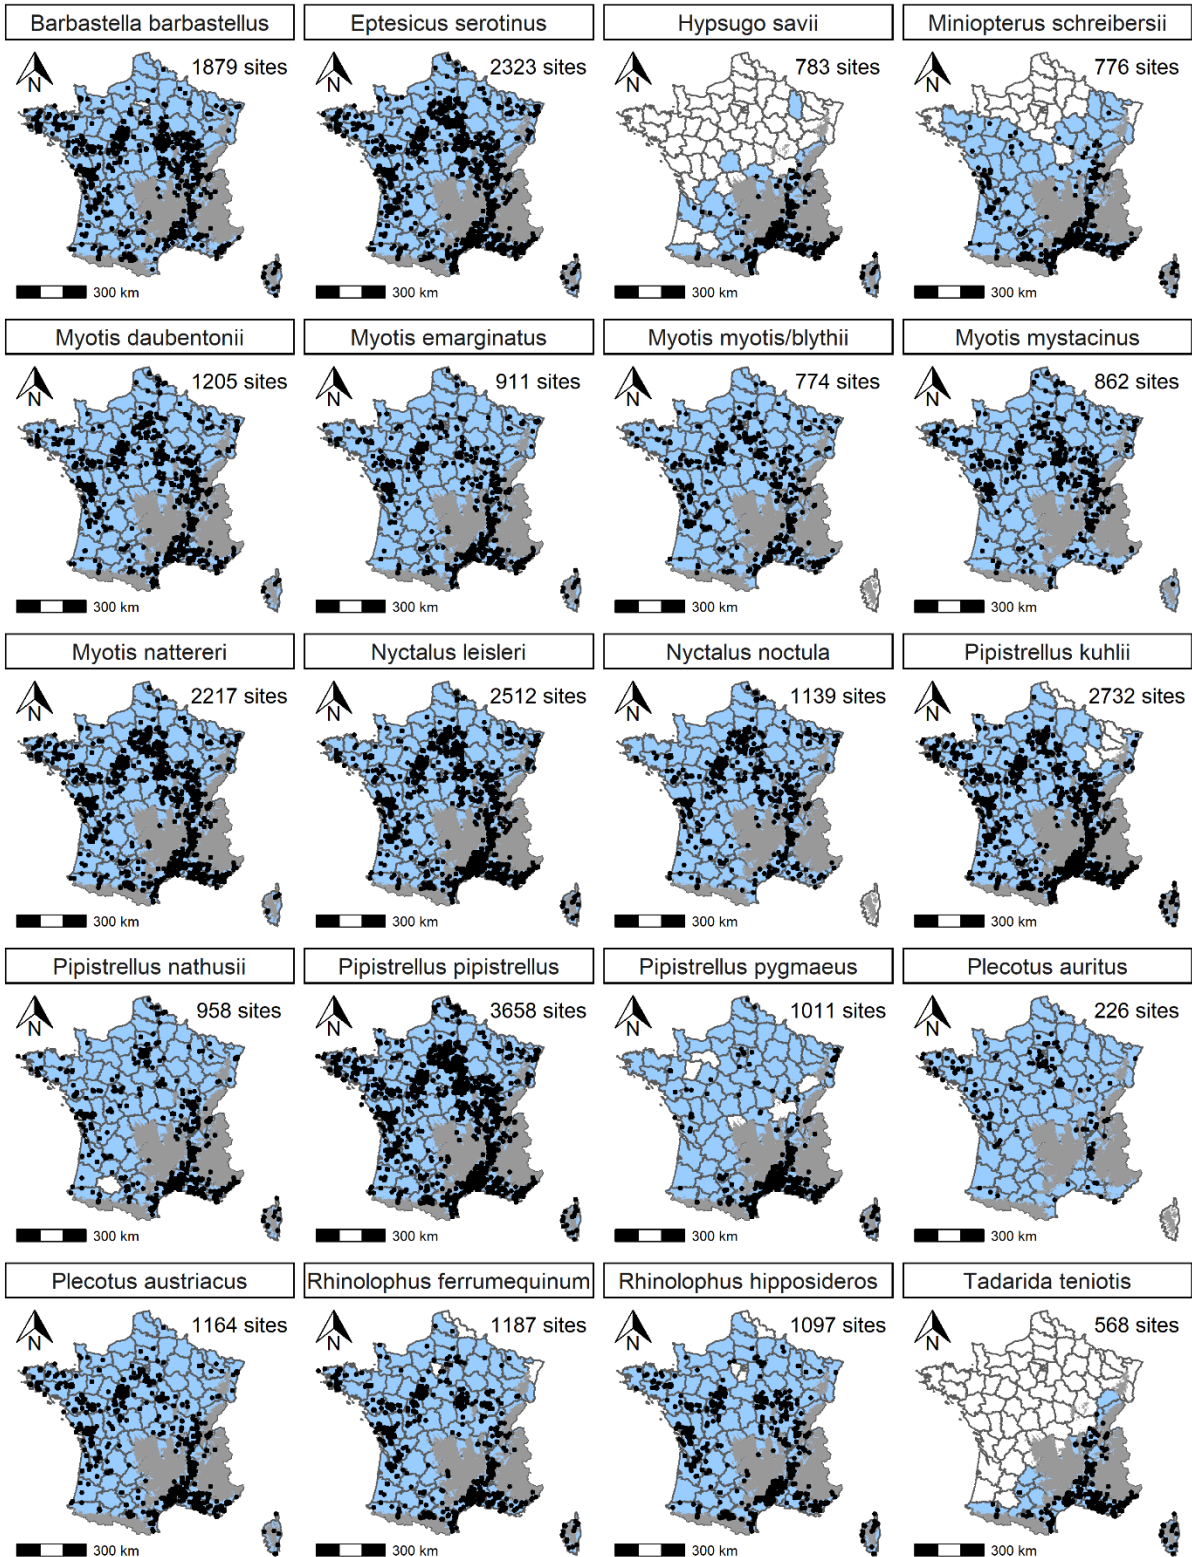 Barbastella barbastellus
Eptesicus serotinus
Hypsugo savii
Miniopterus schreibersii
N
1879 sites
N
2323 sites
N
783 sites
N
776 sites
300 km
300 km
300 km
300 km
Myotis daubentonii
Myotis emarginatus
Myotis myotis/blythii
Myotis mystacinus
N
1205 sites
N
911 sites
N
774 sites
N
862 sites
300 km
300 km
300 km
300 km
Myotis nattereri
Nyctalus leisleri
Nyctalus noctula
Pipistrellus kuhlii
N
2217 sites
N
2512 sites
N
1139 sites
N
2732 sites
300 km
300 km
300 km
300 km
Pipistrellus nathusii
Pipistrellus pipistrellus
Pipistrellus pygmaeus
Plecotus auritus
N
958 sites
N
3658 sites
N
1011 sites
N
226 sites
300 km
300 km
300 km
300 km
Plecotus austriacus
Rhinolophus ferrumequinum
Rhinolophus hipposideros
Tadarida teniotis
N
1164 sites
N
1187 sites
N
1097 sites
N
568 sites
300 km
300 km
300 km
300 km